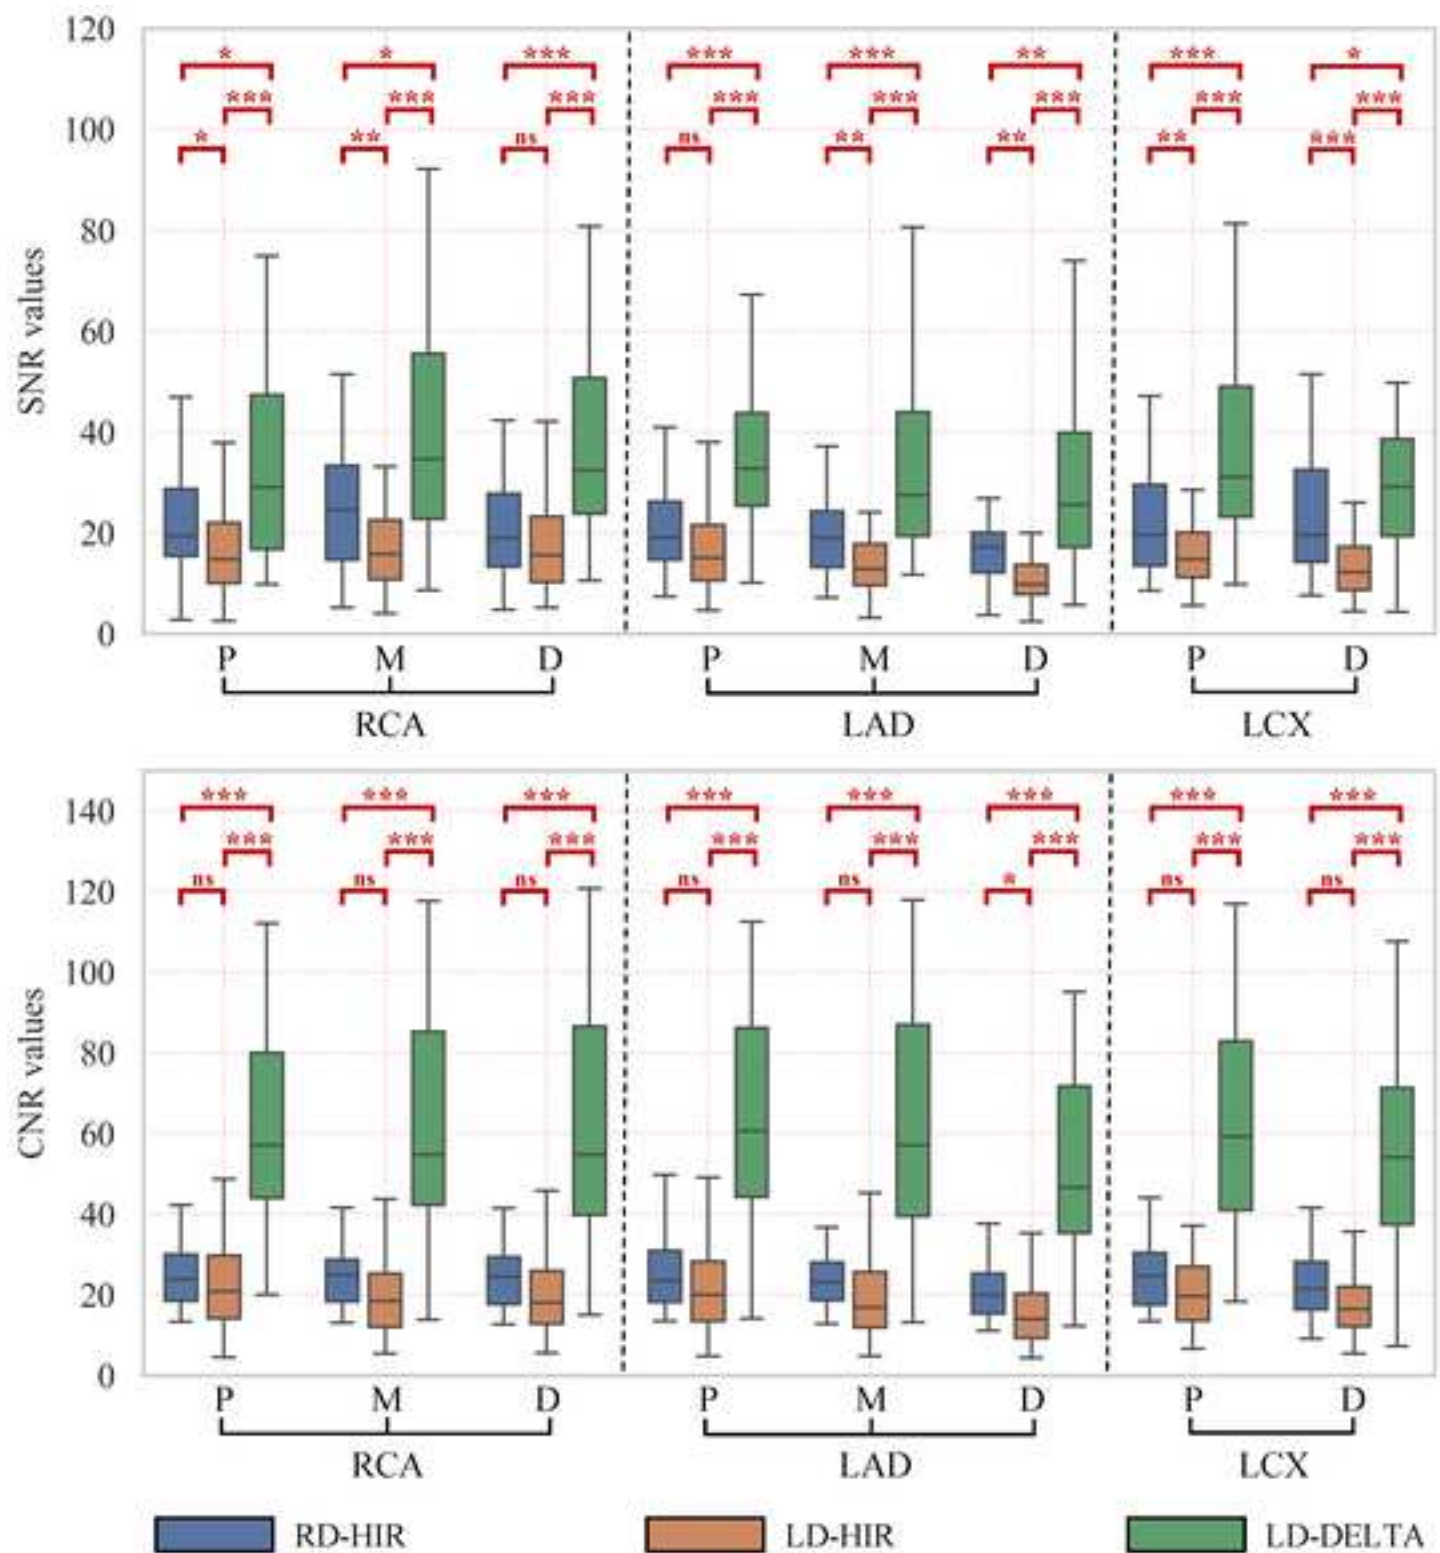 120
* * *** *** *** ** *** *
*** *** *** *** *** *** *** ***
100
* ** ns ns ** ** ** ***
80
SNR values
60
40
20
0
P M D P M D P D
RCA LAD LCX
*** *** *** *** *** *** *** ***
140
*** *** *** *** *** *** *** ***
120
ns ns ns ns ns * ns ns
100
CNR values
80
60
40
20
0
P M D P M D P D
RCA LAD LCX
RD-HIR LD-HIR LD-DELTA